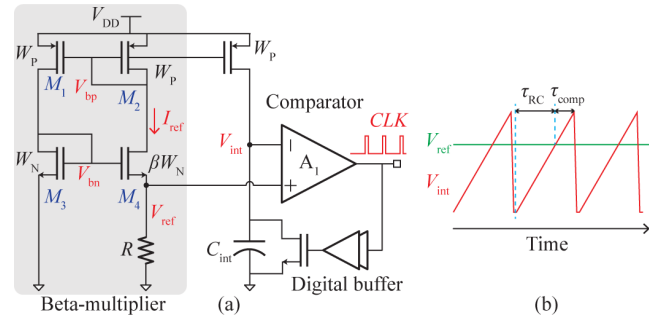 V_DD
W_P
W_P
W_P
M_1
V_bp
M_2
I_ref
Comparator
CLK
V_int
A_1
W_N
βW_N
M_3
V_bn
M_4
V_ref
R
C_int
Digital buffer
Beta-multiplier
(a)
τ_RC
τ_comp
V_ref
V_int
Time
(b)